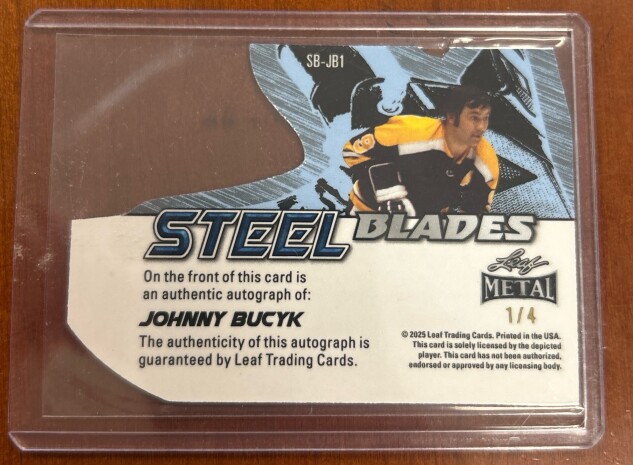 SB-JB1
STEEL BLADES
On the front of this card is
an authentic autograph of:
JOHNNY BUCYK
The authenticity of this autograph is
guaranteed by Leaf Trading Cards.
Leaf
METAL
1/4
© 2025 Leaf Trading Cards. Printed in the USA.
This card is solely licensed by the depicted
player. This card has not been authorized,
endorsed or approved by any licensing body.